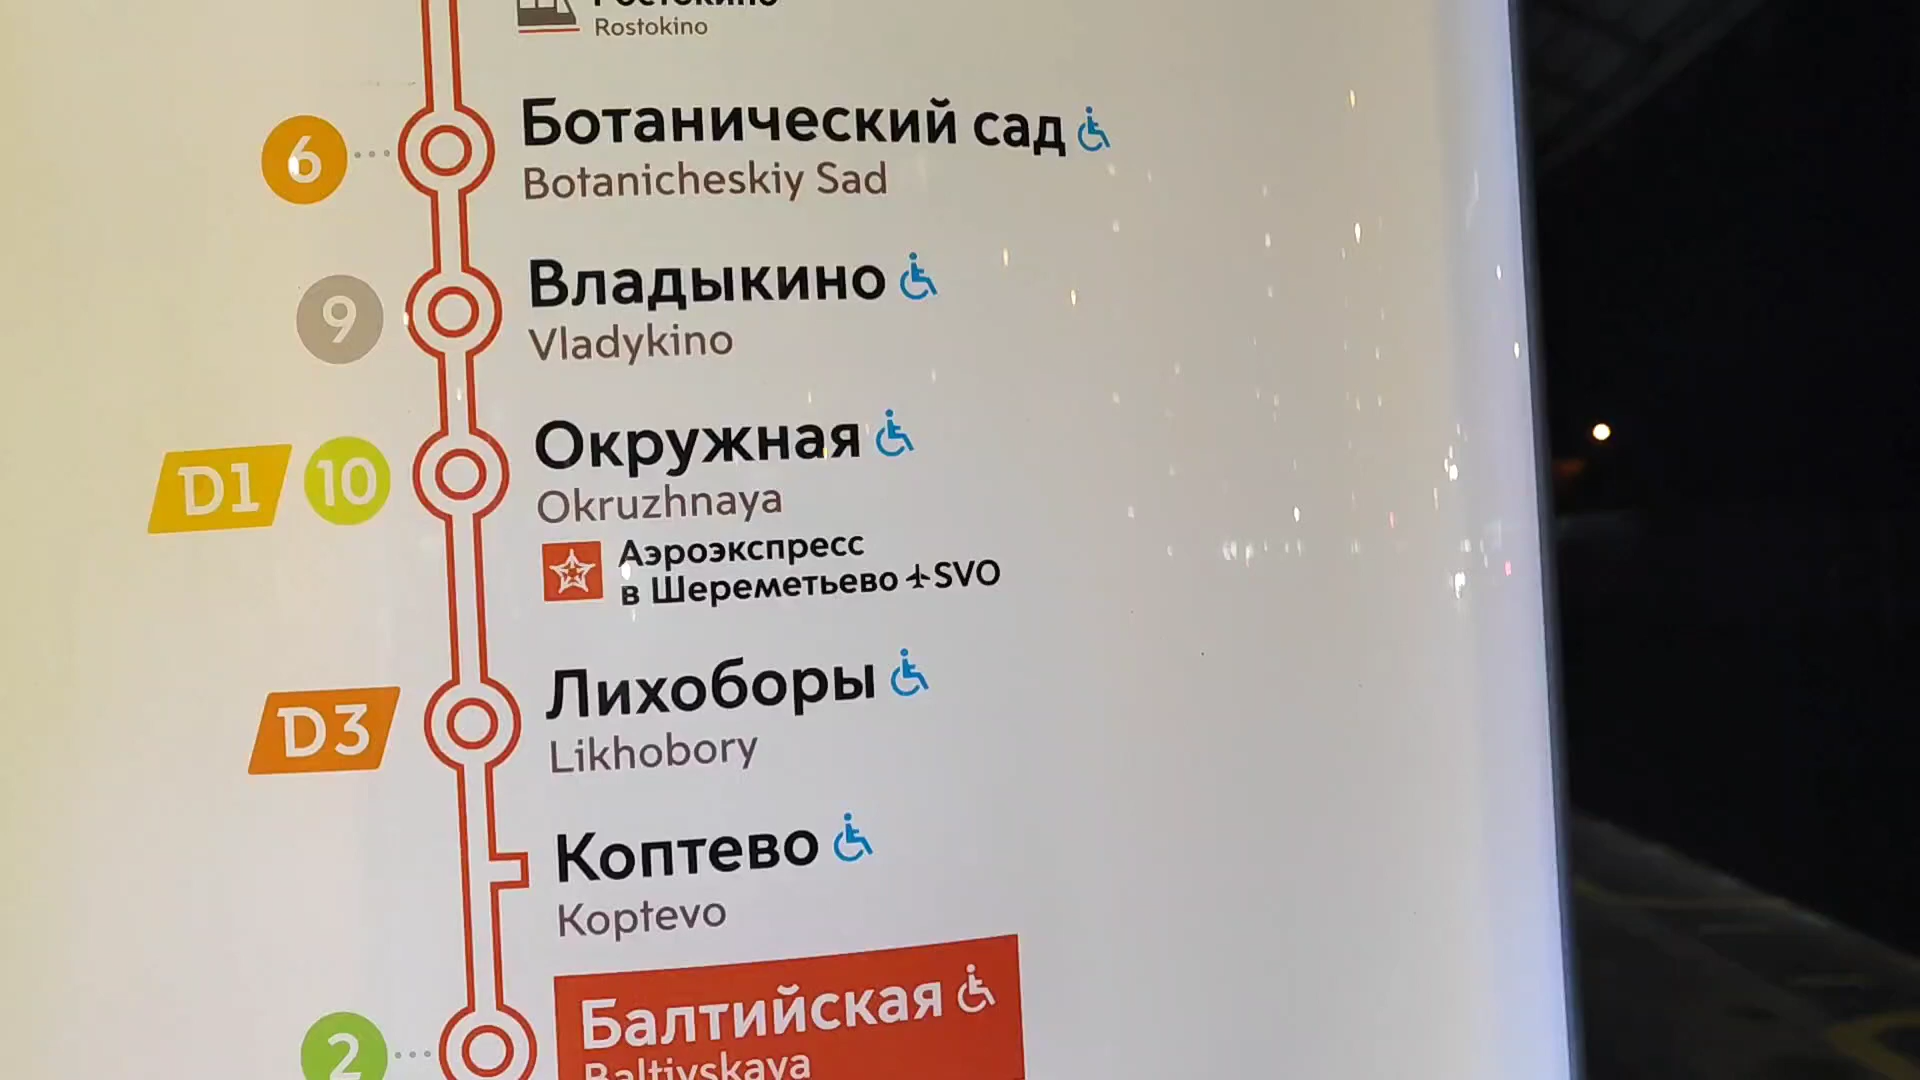 Ростокино
Rostokino
6
Ботанический сад
Botanicheskiy Sad
9
Владыкино
Vladykino
D1 10
Окружная
Okruzhnaya
Аэроэкспресс
в Шереметьево SVO
D3
Лихоборы
Likhobory
Коптево
Koptevo
2
Балтийская
Baltiyskaya